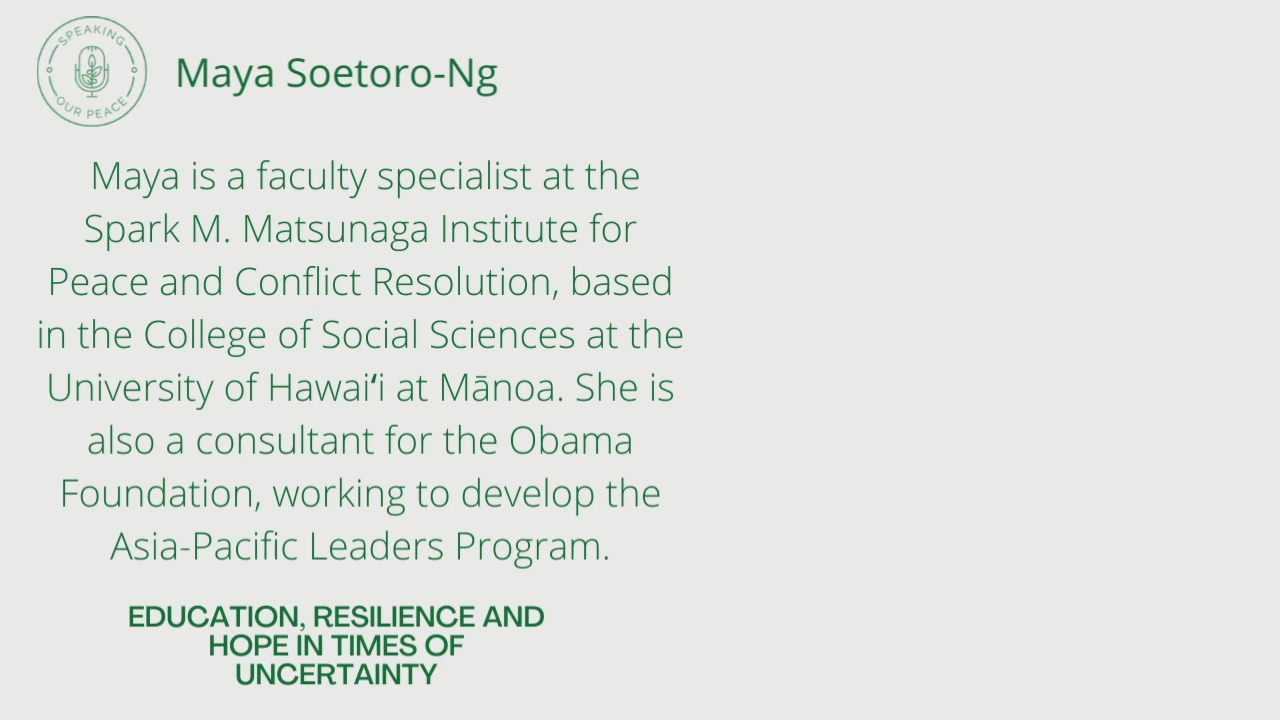 SPEAKING
OUR PEACE
Maya Soetoro-Ng
Maya is a faculty specialist at the
Spark M. Matsunaga Institute for
Peace and Conflict Resolution, based
in the College of Social Sciences at the
University of Hawaiʻi at Mānoa. She is
also a consultant for the Obama
Foundation, working to develop the
Asia-Pacific Leaders Program.
EDUCATION, RESILIENCE AND
HOPE IN TIMES OF
UNCERTAINTY